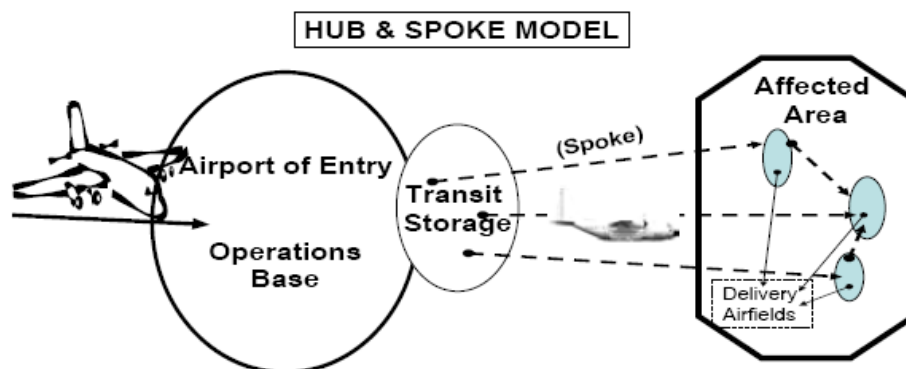 HUB & SPOKE MODEL
Airport of Entry
Operations
Base
Transit
Storage
(Spoke)
Affected
Area
Delivery
Airfields